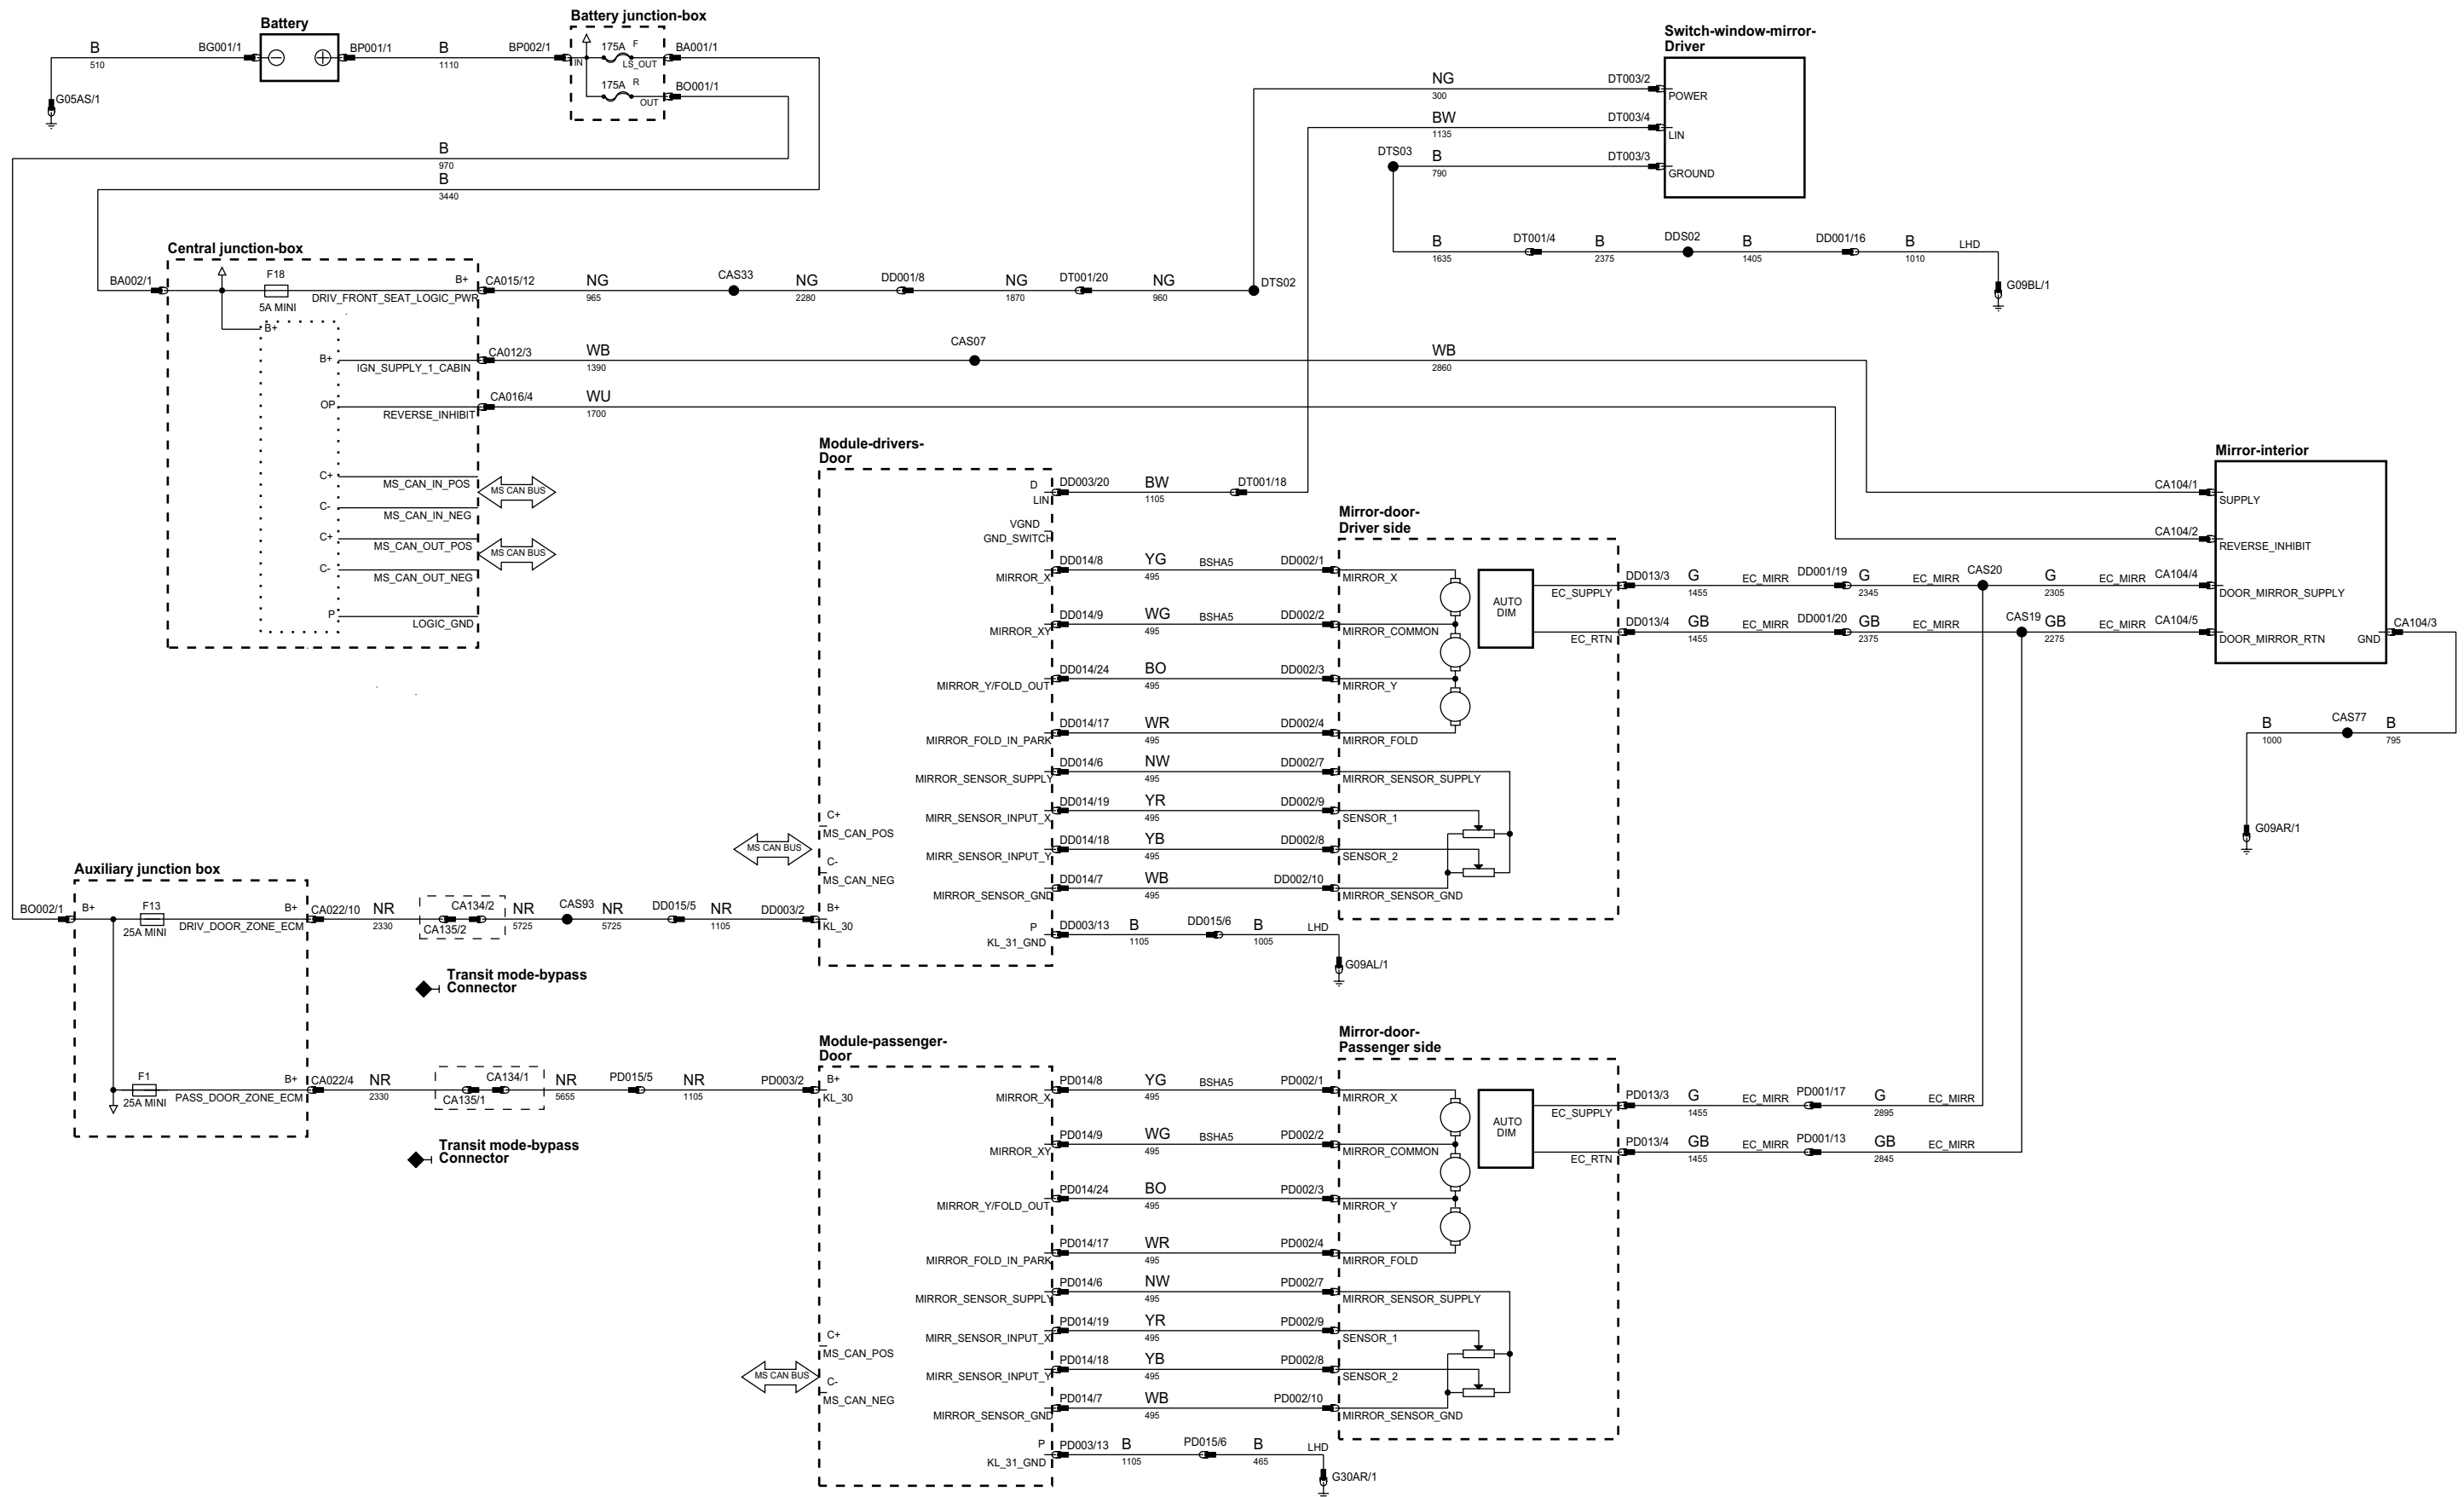 Battery
Battery junction-box
Switch-window-mirror-
Driver
B
510
BG001/1
BP001/1
B
1110
BP002/1
IN
175A
F
LS_OUT
BA001/1
175A
R
OUT
BO001/1
G05AS/1
B
970
B
3440
NG
300
DT003/2
POWER
BW
1135
DT003/4
LIN
DTS03
B
790
DT003/3
GROUND
B
1635
DT001/4
B
2375
DDS02
B
1405
DD001/16
B
1010
LHD
G09BL/1
Central junction-box
BA002/1
F18
5A MINI
B+
DRIV_FRONT_SEAT_LOGIC_PWR
CA015/12
NG
965
CAS33
NG
2280
DD001/8
NG
1870
DT001/20
NG
960
DTS02
B+
B+
IGN_SUPPLY_1_CABIN
CA012/3
WB
1390
CAS07
WB
2860
OP
REVERSE_INHIBIT
CA016/4
WU
1700
C+
MS_CAN_IN_POS
MS CAN BUS
C-
MS_CAN_IN_NEG
C+
MS_CAN_OUT_POS
MS CAN BUS
C-
MS_CAN_OUT_NEG
P
LOGIC_GND
Module-drivers-
Door
D
LIN
DD003/20
BW
1105
DT001/18
VGND
GND_SWITCH
Mirror-door-
Driver side
MIRROR_X
DD014/8
YG
495
BSHA5
DD002/1
MIRROR_X
MIRROR_XY
DD014/9
WG
495
BSHA5
DD002/2
MIRROR_COMMON
MIRROR_Y/FOLD_OUT
DD014/24
BO
495
DD002/3
MIRROR_Y
MIRROR_FOLD_IN_PARK
DD014/17
WR
495
DD002/4
MIRROR_FOLD
MIRROR_SENSOR_SUPPLY
DD014/6
NW
495
DD002/7
MIRROR_SENSOR_SUPPLY
MIRR_SENSOR_INPUT_X
DD014/19
YR
495
DD002/9
SENSOR_1
MIRR_SENSOR_INPUT_Y
DD014/18
YB
495
DD002/8
SENSOR_2
MIRROR_SENSOR_GND
DD014/7
WB
495
DD002/10
MIRROR_SENSOR_GND
C+
MS_CAN_POS
MS CAN BUS
C-
MS_CAN_NEG
B+
KL_30
P
KL_31_GND
DD003/13
B
1105
DD015/6
B
1005
LHD
G09AL/1
AUTO
DIM
EC_SUPPLY
DD013/3
G
1455
EC_MIRR
DD001/19
G
2345
EC_MIRR
CAS20
G
2305
EC_MIRR
CA104/4
EC_RTN
DD013/4
GB
1455
EC_MIRR
DD001/20
GB
2375
EC_MIRR
CAS19
GB
2275
EC_MIRR
CA104/5
Mirror-interior
CA104/1
SUPPLY
CA104/2
REVERSE_INHIBIT
DOOR_MIRROR_SUPPLY
DOOR_MIRROR_RTN
GND
CA104/3
B
1000
CAS77
B
795
G09AR/1
Auxiliary junction box
BO002/1
B+
F13
25A MINI
B+
DRIV_DOOR_ZONE_ECM
CA022/10
NR
2330
CA134/2
CA135/2
NR
5725
CAS93
NR
5725
DD015/5
NR
1105
DD003/2
Transit mode-bypass
Connector
F1
25A MINI
B+
PASS_DOOR_ZONE_ECM
CA022/4
NR
2330
CA134/1
CA135/1
NR
5655
PD015/5
NR
1105
PD003/2
Transit mode-bypass
Connector
Module-passenger-
Door
B+
KL_30
Mirror-door-
Passenger side
MIRROR_X
PD014/8
YG
495
BSHA5
PD002/1
MIRROR_X
MIRROR_XY
PD014/9
WG
495
BSHA5
PD002/2
MIRROR_COMMON
MIRROR_Y/FOLD_OUT
PD014/24
BO
495
PD002/3
MIRROR_Y
MIRROR_FOLD_IN_PARK
PD014/17
WR
495
PD002/4
MIRROR_FOLD
MIRROR_SENSOR_SUPPLY
PD014/6
NW
495
PD002/7
MIRROR_SENSOR_SUPPLY
MIRR_SENSOR_INPUT_X
PD014/19
YR
495
PD002/9
SENSOR_1
MIRR_SENSOR_INPUT_Y
PD014/18
YB
495
PD002/8
SENSOR_2
MIRROR_SENSOR_GND
PD014/7
WB
495
PD002/10
MIRROR_SENSOR_GND
C+
MS_CAN_POS
MS CAN BUS
C-
MS_CAN_NEG
P
KL_31_GND
PD003/13
B
1105
PD015/6
B
465
LHD
G30AR/1
AUTO
DIM
EC_SUPPLY
PD013/3
G
1455
EC_MIRR
PD001/17
G
2895
EC_MIRR
EC_RTN
PD013/4
GB
1455
EC_MIRR
PD001/13
GB
2845
EC_MIRR